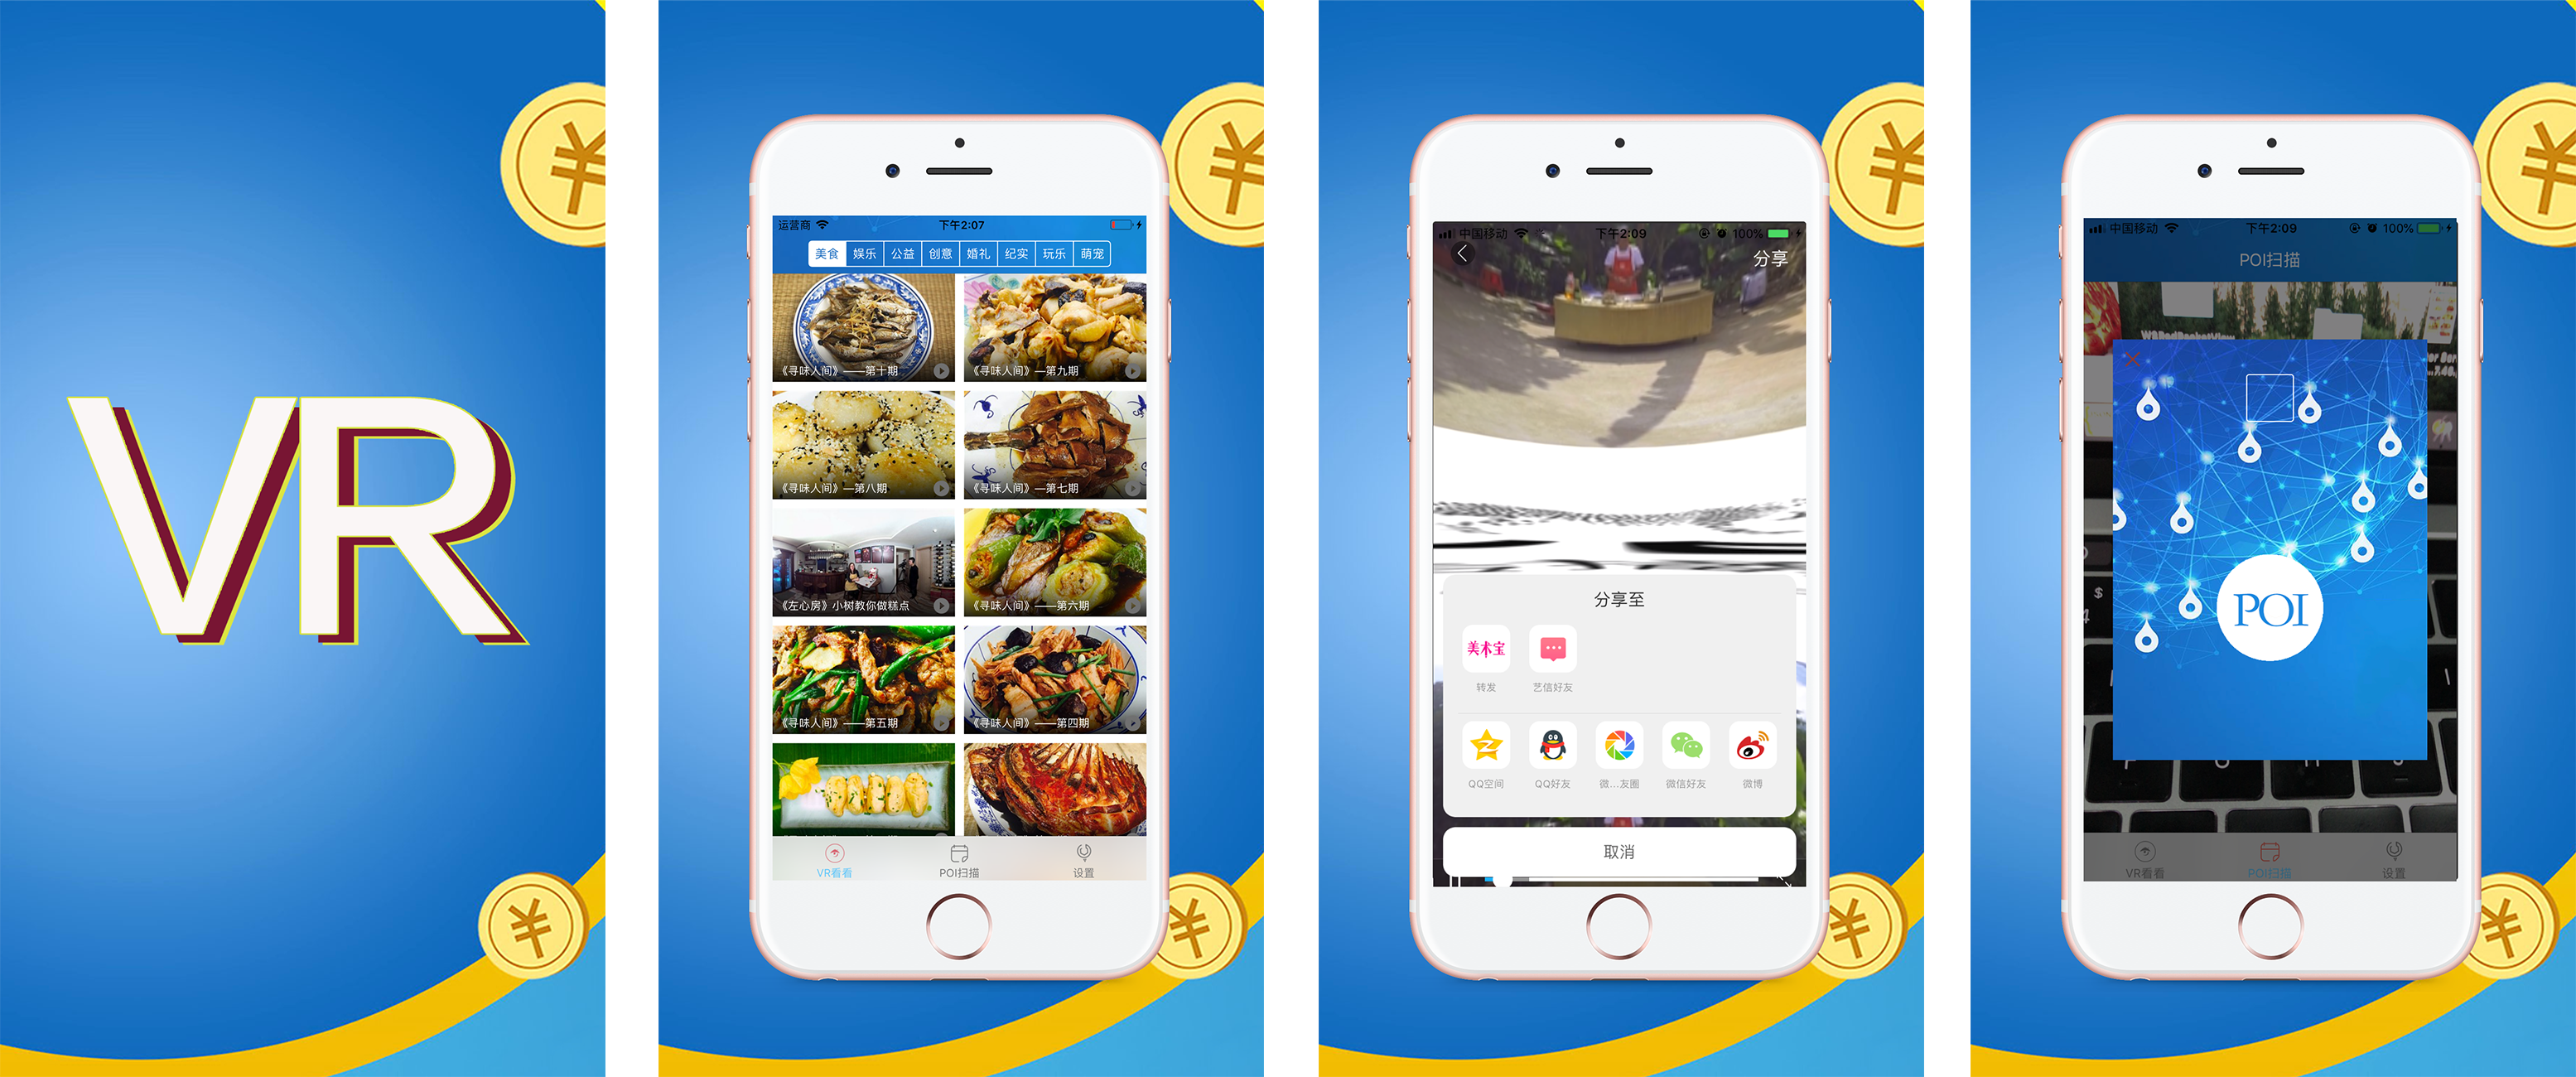 VR
运营商
下午2:07
美食 娱乐 公益 创意 婚礼 纪实 玩乐 萌宠
《寻味人间》——第十期
《寻味人间》——第九期
《寻味人间》—第八期
《寻味人间》—第七期
《左心房》小树教你做糕点
《寻味人间》——第六期
《寻味人间》——第五期
《寻味人间》——第四期
VR看看
POI扫描
设置
中国移动
下午2:09
100%
分享
分享至
美术宝
转发
艺信好友
QQ空间
QQ好友
微...友圈
微信好友
微博
取消
中国移动
下午2:09
100%
POI扫描
POI
VR看看
POI扫描
设置